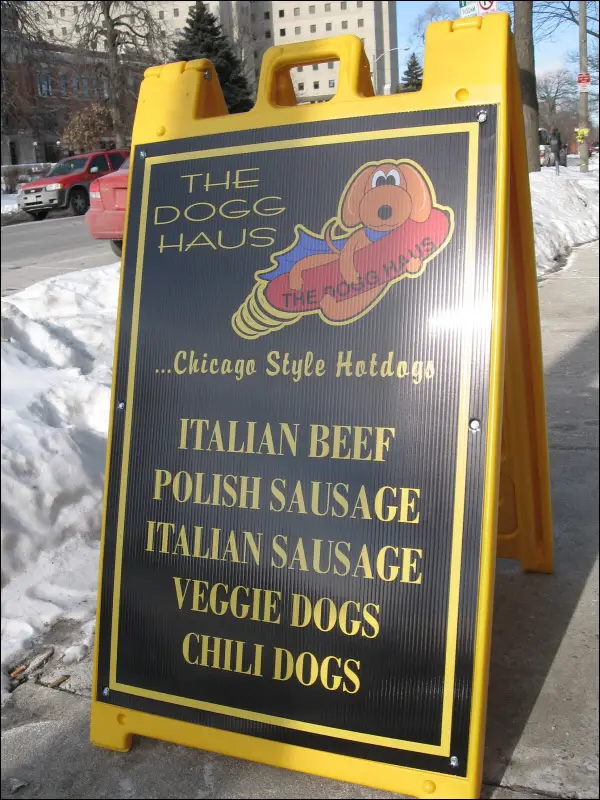 THE
DOGG
HAUS
THE DOGG HAUS
...Chicago Style Hotdogs
ITALIAN BEEF
POLISH SAUSAGE
ITALIAN SAUSAGE
VEGGIE DOGS
CHILI DOGS